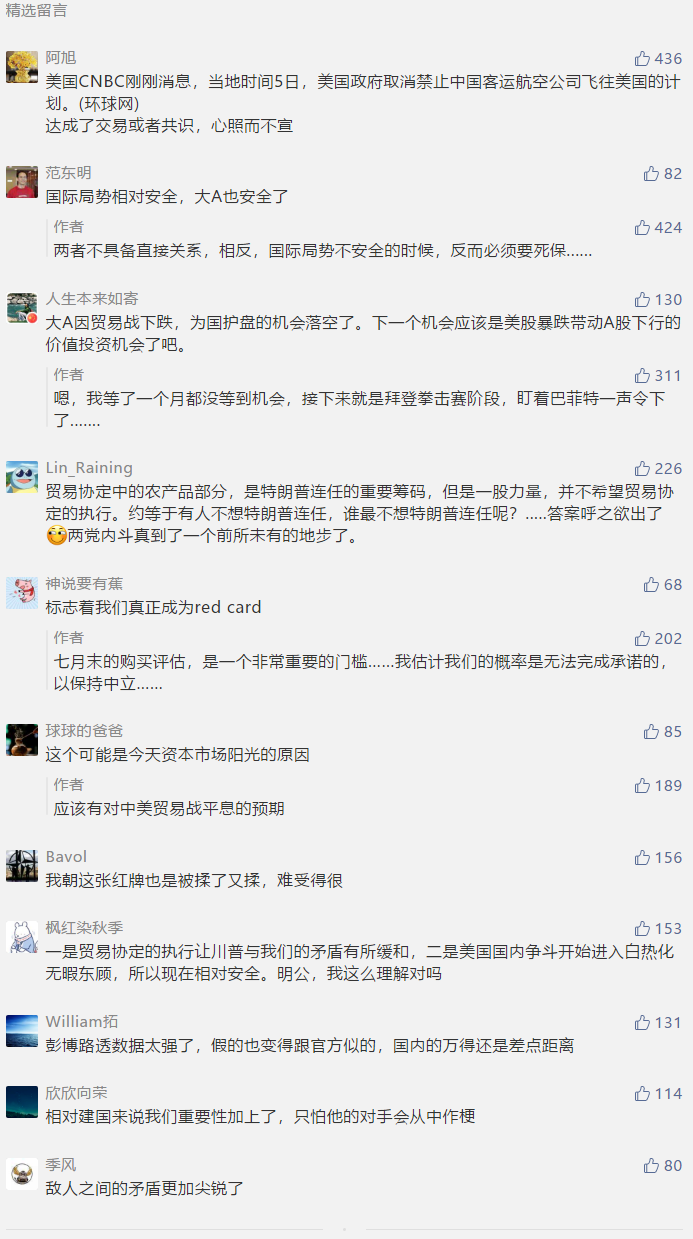 精选留言
阿旭
436
美国CNBC刚刚消息，当地时间5日，美国政府取消禁止中国客运航空公司飞往美国的计
划。(环球网)
达成了交易或者共识，心照而不宣
范东明
82
国际局势相对安全，大A也安全了
作者
424
两者不具备直接关系，相反，国际局势不安全的时候，反而必须要死保......
人生本来如寄
130
大A因贸易战下跌，为国护盘的机会落空了。下一个机会应该是美股暴跌带动A股下行的
价值投资机会了吧。
作者
311
嗯，我等了一个月都没等到机会，接下来就是拜登拳击赛阶段，盯着巴菲特一声令下
了.......
Lin_Raining
226
贸易协定中的农产品部分，是特朗普连任的重要筹码，但是一股力量，并不希望贸易协
定的执行。约等于有人不想特朗普连任，谁最不想特朗普连任呢？.....答案呼之欲出了
两党内斗真到了一个前所未有的地步了。
神说要有蕉
68
标志着我们真正成为red card
作者
202
七月末的购买评估，是一个非常重要的门槛......我估计我们的概率是无法完成承诺的，
以保持中立......
球球的爸爸
85
这个可能是今天资本市场阳光的原因
作者
189
应该有对中美贸易战平息的预期
Bavol
156
我朝这张红牌也是被揉了又揉，难受得很
枫红染秋季
153
一是贸易协定的执行让川普与我们的矛盾有所缓和，二是美国国内争斗开始进入白热化
无暇东顾，所以现在相对安全。明公，我这么理解对吗
William拓
131
彭博路透数据太强了，假的也变得跟官方似的，国内的万得还是差点距离
欣欣向荣
114
相对建国来说我们重要性加上了，只怕他的对手会从中作梗
季风
80
敌人之间的矛盾更加尖锐了